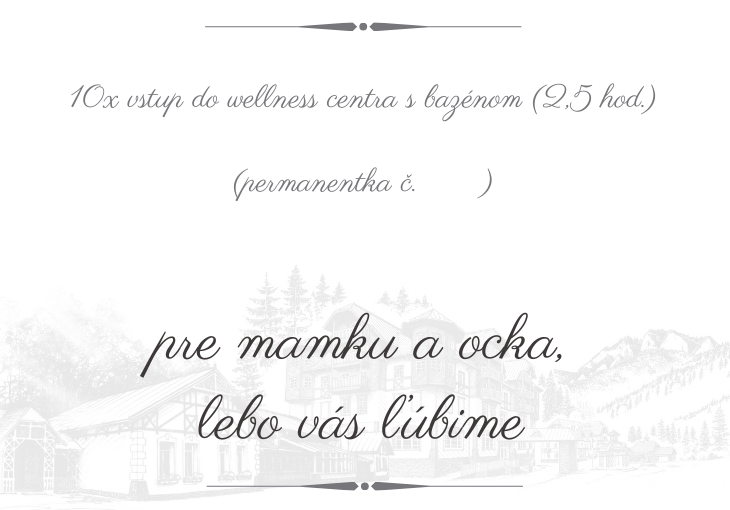 10x vstup do wellness centra s bazénom (2,5 hod.)
(permanentka č. )
pre mamku a ocka,
lebo vás ľúbime